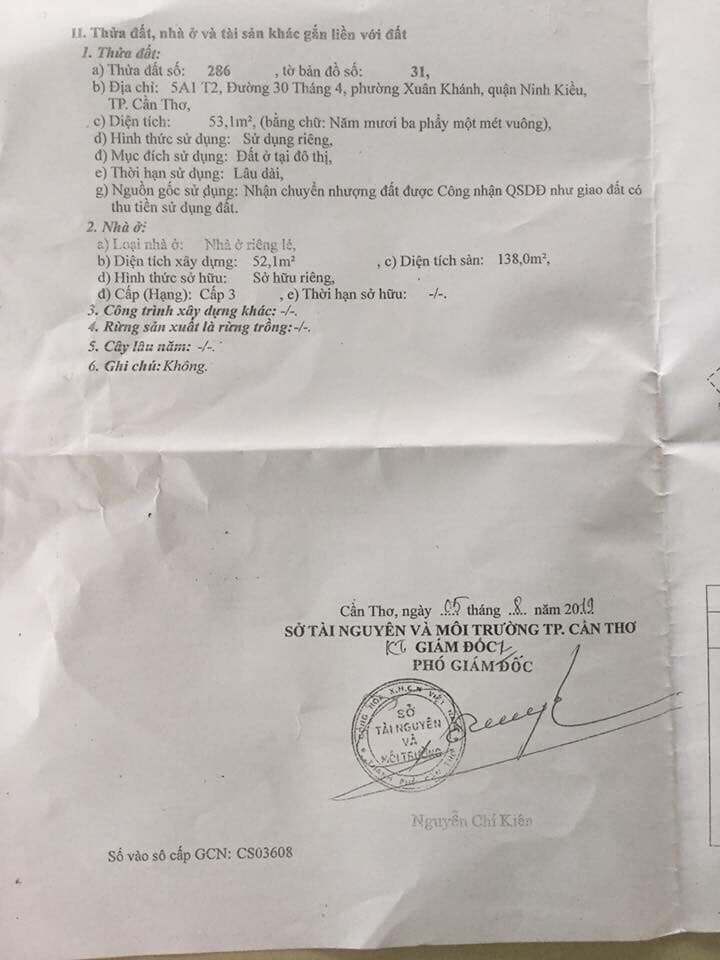 II. Thửa đất, nhà ở và tài sản khác gắn liền với đất
1. Thửa đất:
a) Thửa đất số: 286 , tờ bản đồ số: 31,
b) Địa chỉ: 5A1 T2, Đường 30 Tháng 4, phường Xuân Khánh, quận Ninh Kiều,
TP. Cần Thơ,
c) Diện tích: 53,1m², (bằng chữ: Năm mươi ba phẩy một mét vuông),
d) Hình thức sử dụng: Sử dụng riêng,
đ) Mục đích sử dụng: Đất ở tại đô thị,
e) Thời hạn sử dụng: Lâu dài,
g) Nguồn gốc sử dụng: Nhận chuyển nhượng đất được Công nhận QSDĐ như giao đất có
thu tiền sử dụng đất.
2. Nhà ở:
a) Loại nhà ở: Nhà ở riêng lẻ,
b) Diện tích xây dựng: 52,1m² , c) Diện tích sàn: 138,0m²,
d) Hình thức sở hữu: Sở hữu riêng,
đ) Cấp (Hạng): Cấp 3 , e) Thời hạn sở hữu: -/-.
3. Công trình xây dựng khác: -/-.
4. Rừng sản xuất là rừng trồng:-/-.
5. Cây lâu năm: -/-.
6. Ghi chú: Không.
Cần Thơ, ngày 05 tháng 8 năm 2019
SỞ TÀI NGUYÊN VÀ MÔI TRƯỜNG TP. CẦN THƠ
KT GIÁM ĐỐC
PHÓ GIÁM ĐỐC
CỘNG HÒA X.H.C.N VIỆT NAM
SỞ
TÀI NGUYÊN
VÀ
MÔI TRƯỜNG
THÀNH PHỐ CẦN THƠ
Nguyễn Chí Kiên
Số vào sổ cấp GCN: CS03608